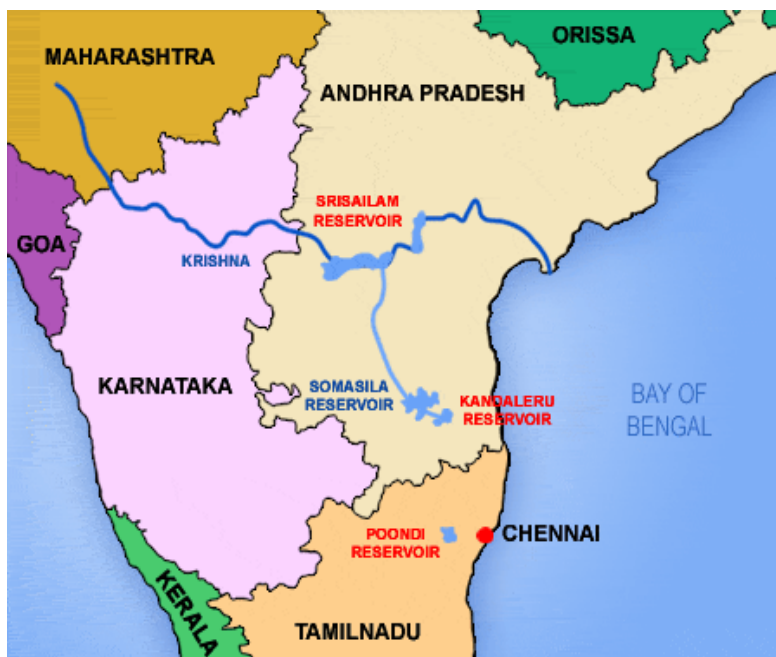 ORISSA
MAHARASHTRA
ANDHRA PRADESH
SRISAILAM
RESERVOIR
GOA
KRISHNA
KARNATAKA
SOMASILA
RESERVOIR
KANDALERU
RESERVOIR
BAY OF
BENGAL
POONDI
RESERVOIR
CHENNAI
KERALA
TAMILNADU